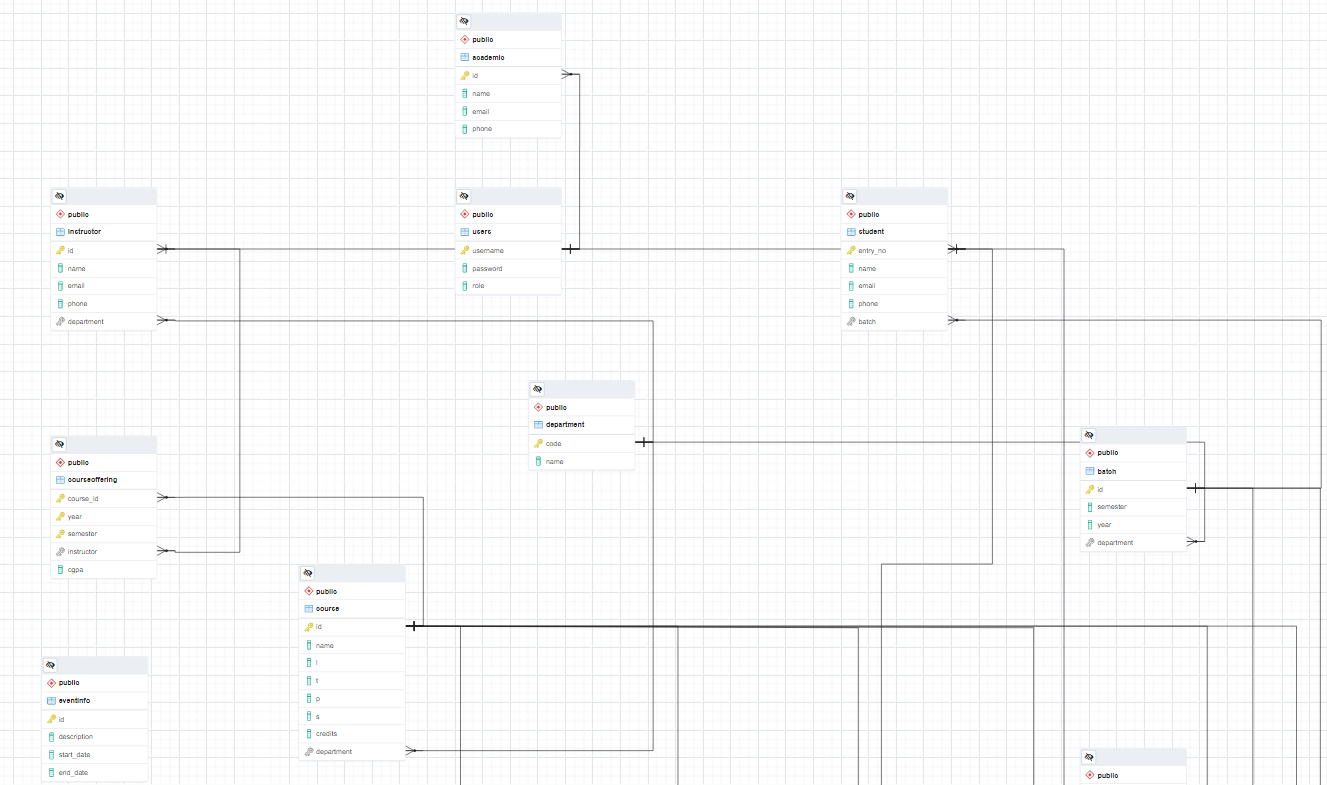 public
academic
id
name
email
phone
public
instructor
id
name
email
phone
department
public
users
username
password
role
public
student
entry_no
name
email
phone
batch
public
department
code
name
public
batch
id
semester
year
department
public
courseoffering
course_id
year
semester
instructor
cgpa
public
course
id
name
l
t
p
s
credits
department
public
eventinfo
id
description
start_date
end_date
public